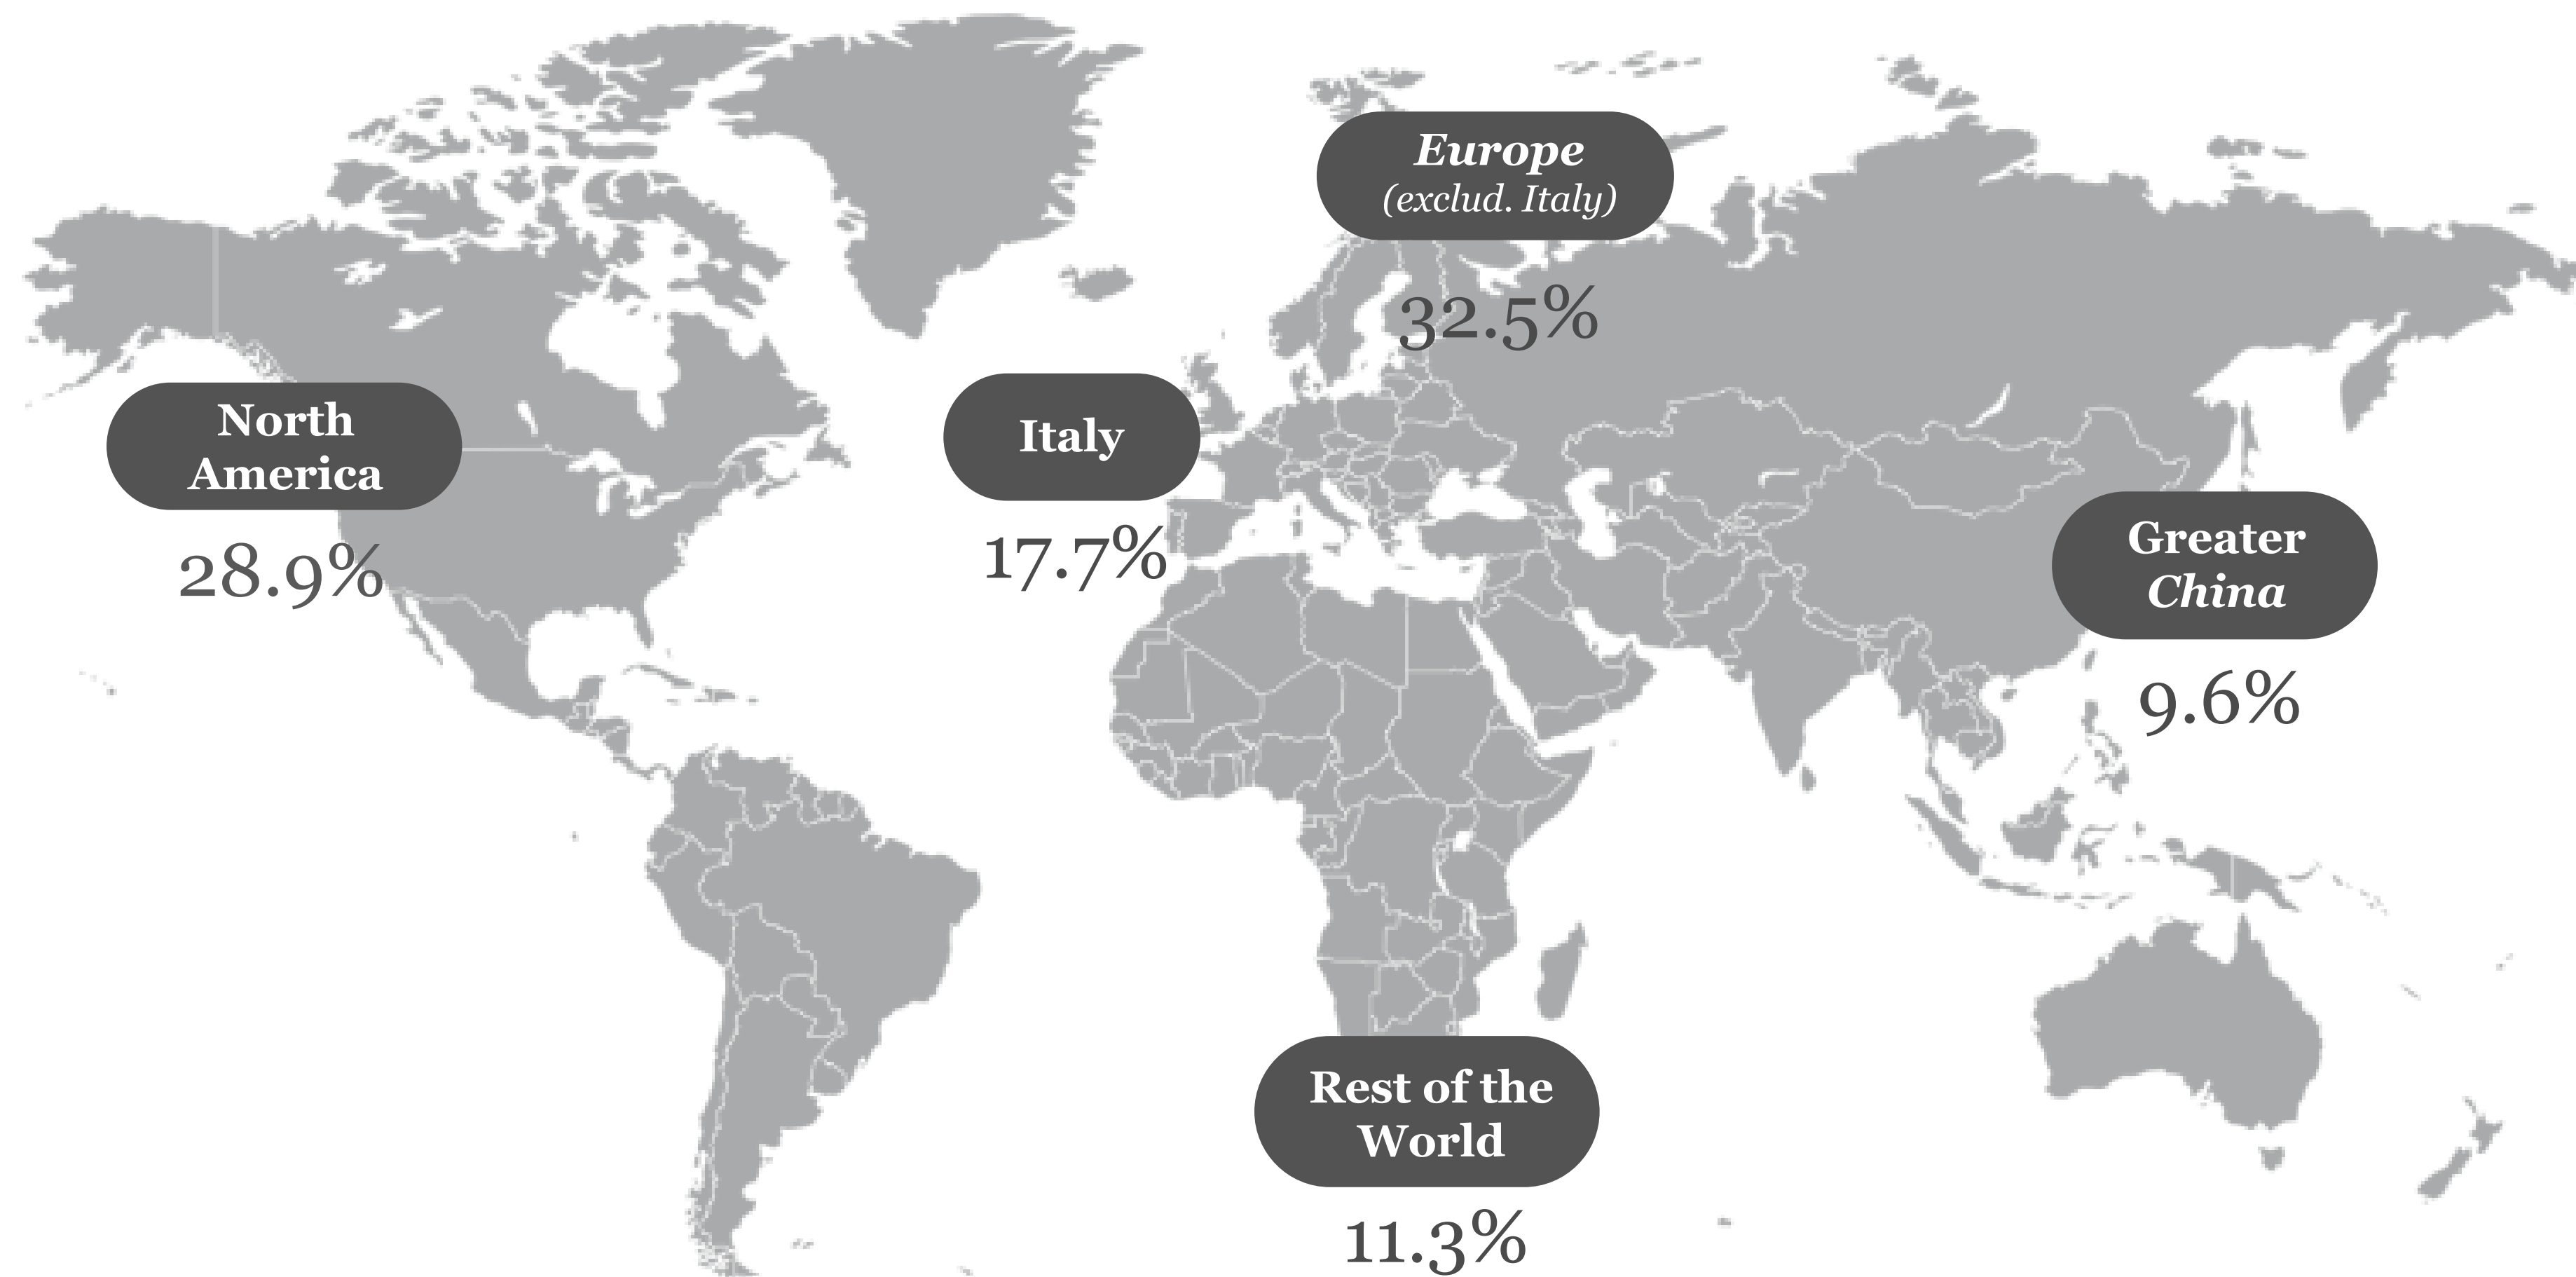 Europe
(exclud. Italy)
32.5%
North
America
28.9%
Italy
17.7%
Greater
China
9.6%
Rest of the
World
11.3%